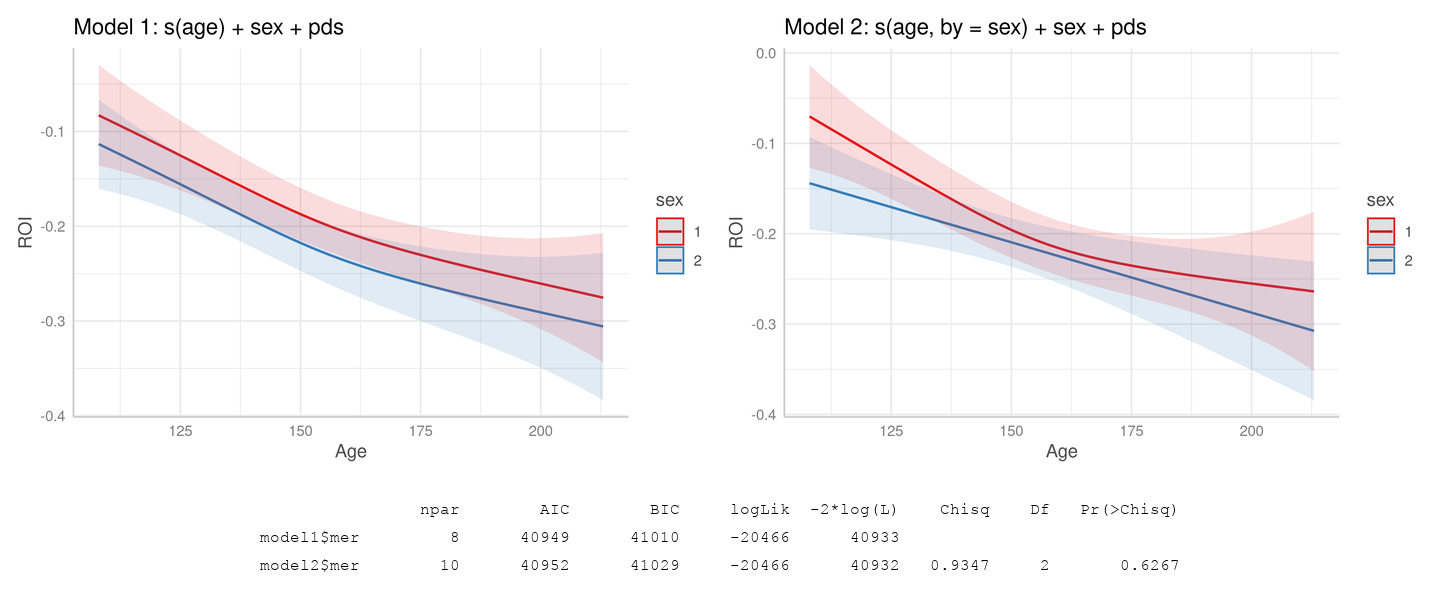 Model 1: s(age) + sex + pds
-0.1
-0.2
-0.3
-0.4
ROI
125 150 175 200
Age
sex
1
2
Model 2: s(age, by = sex) + sex + pds
0.0
-0.1
-0.2
-0.3
-0.4
ROI
125 150 175 200
Age
sex
1
2
npar AIC BIC logLik -2*log(L) Chisq Df Pr(>Chisq)
model1$mer 8 40949 41010 -20466 40933
model2$mer 10 40952 41029 -20466 40932 0.9347 2 0.6267